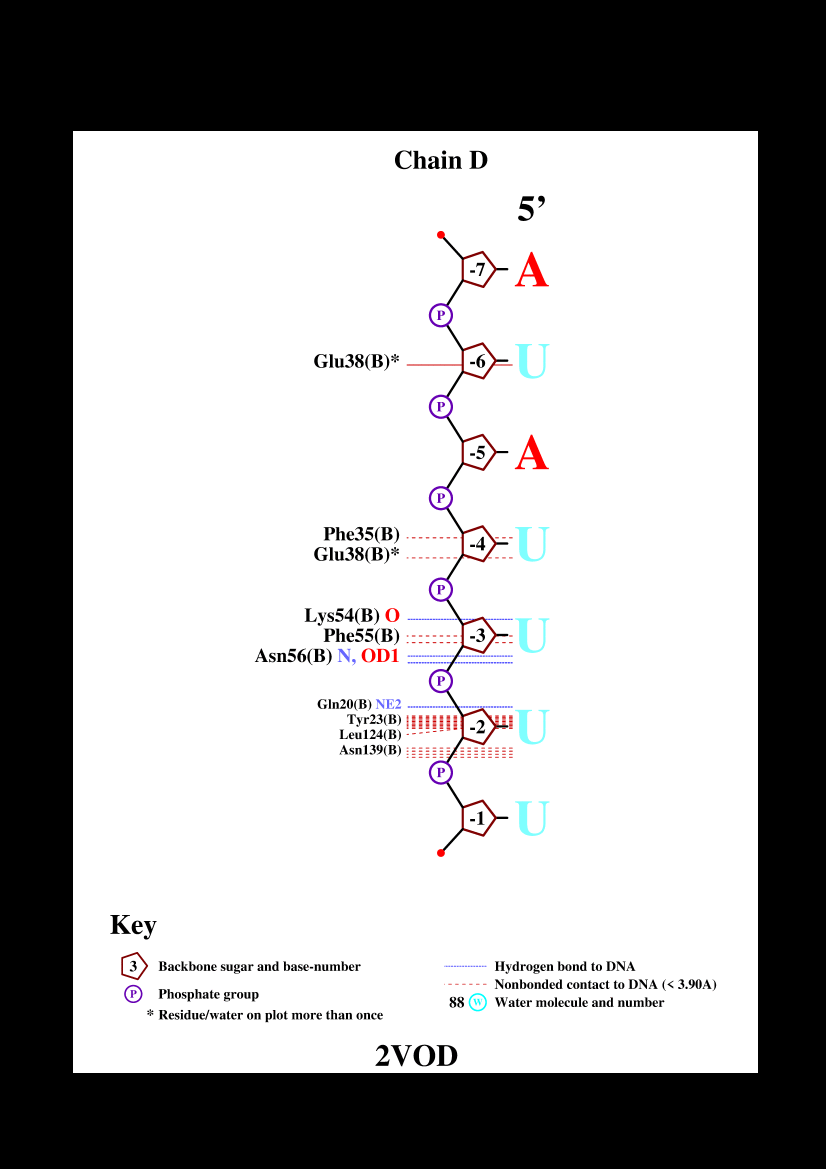 Chain D
5’
-7 A
P
Glu38(B)* -6 U
P
-5 A
P
Phe35(B)
-4 U
Glu38(B)*
P
Lys54(B) O
Phe55(B) -3 U
Asn56(B) N, OD1
P
Gln20(B) NE2
Tyr23(B)
-2 U
Leu124(B)
Asn139(B)
P
-1 U
Key
3 Backbone sugar and base-number
P Phosphate group
* Residue/water on plot more than once
Hydrogen bond to DNA
Nonbonded contact to DNA (< 3.90A)
88 W Water molecule and number
2VOD